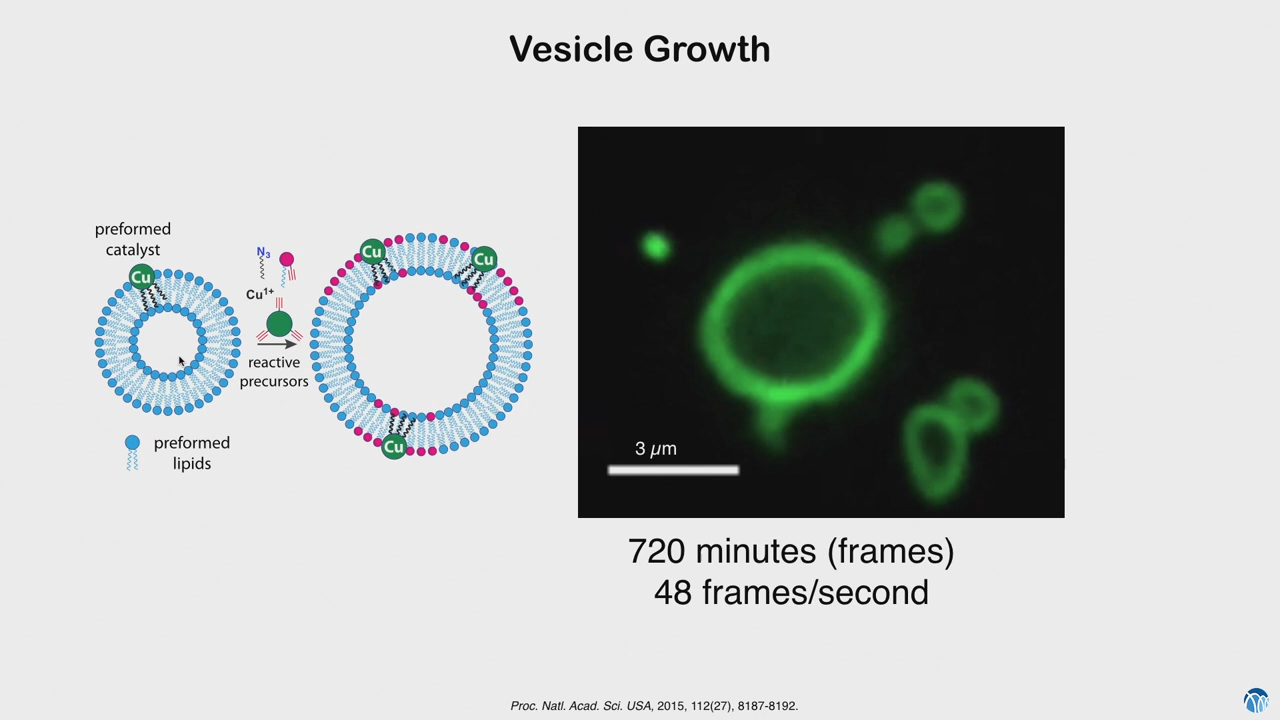 Vesicle Growth
preformed
catalyst
Cu
N3
Cu1+
reactive
precursors
preformed
lipids
Cu
Cu
Cu
3 µm
720 minutes (frames)
48 frames/second
Proc. Natl. Acad. Sci. USA, 2015, 112(27), 8187-8192.